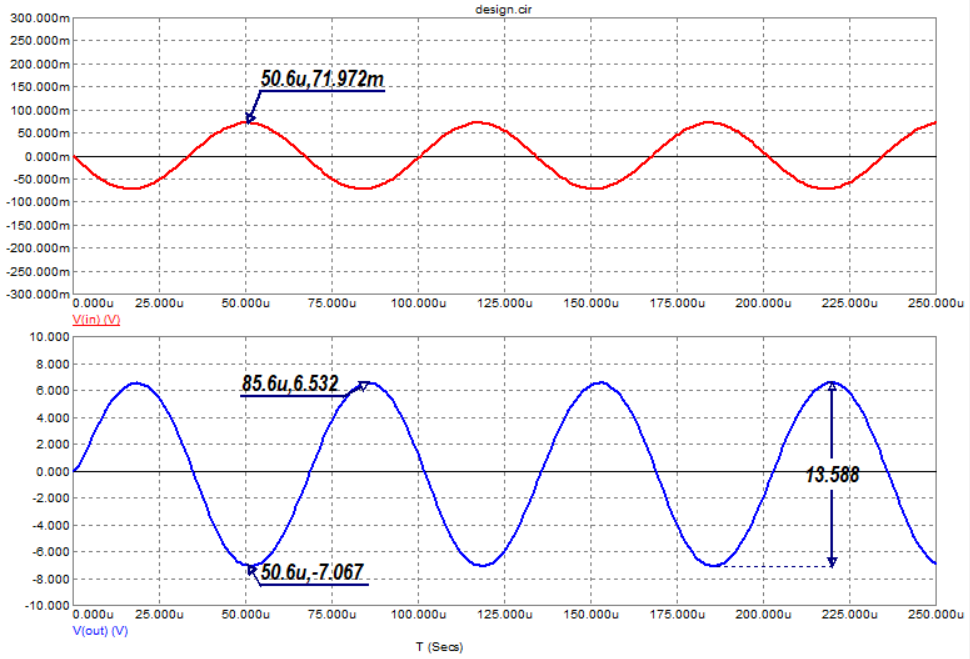 design.cir
300.000m
250.000m
200.000m
150.000m
100.000m
50.000m
0.000m
-50.000m
-100.000m
-150.000m
-200.000m
-250.000m
-300.000m
50.6u,71.972m
0.000u 25.000u 50.000u 75.000u 100.000u 125.000u 150.000u 175.000u 200.000u 225.000u 250.000u
V(in) (V)
10.000
8.000
6.000
4.000
2.000
0.000
-2.000
-4.000
-6.000
-8.000
-10.000
85.6u,6.532
13.588
50.6u,-7.067
0.000u 25.000u 50.000u 75.000u 100.000u 125.000u 150.000u 175.000u 200.000u 225.000u 250.000u
V(out) (V)
T (Secs)